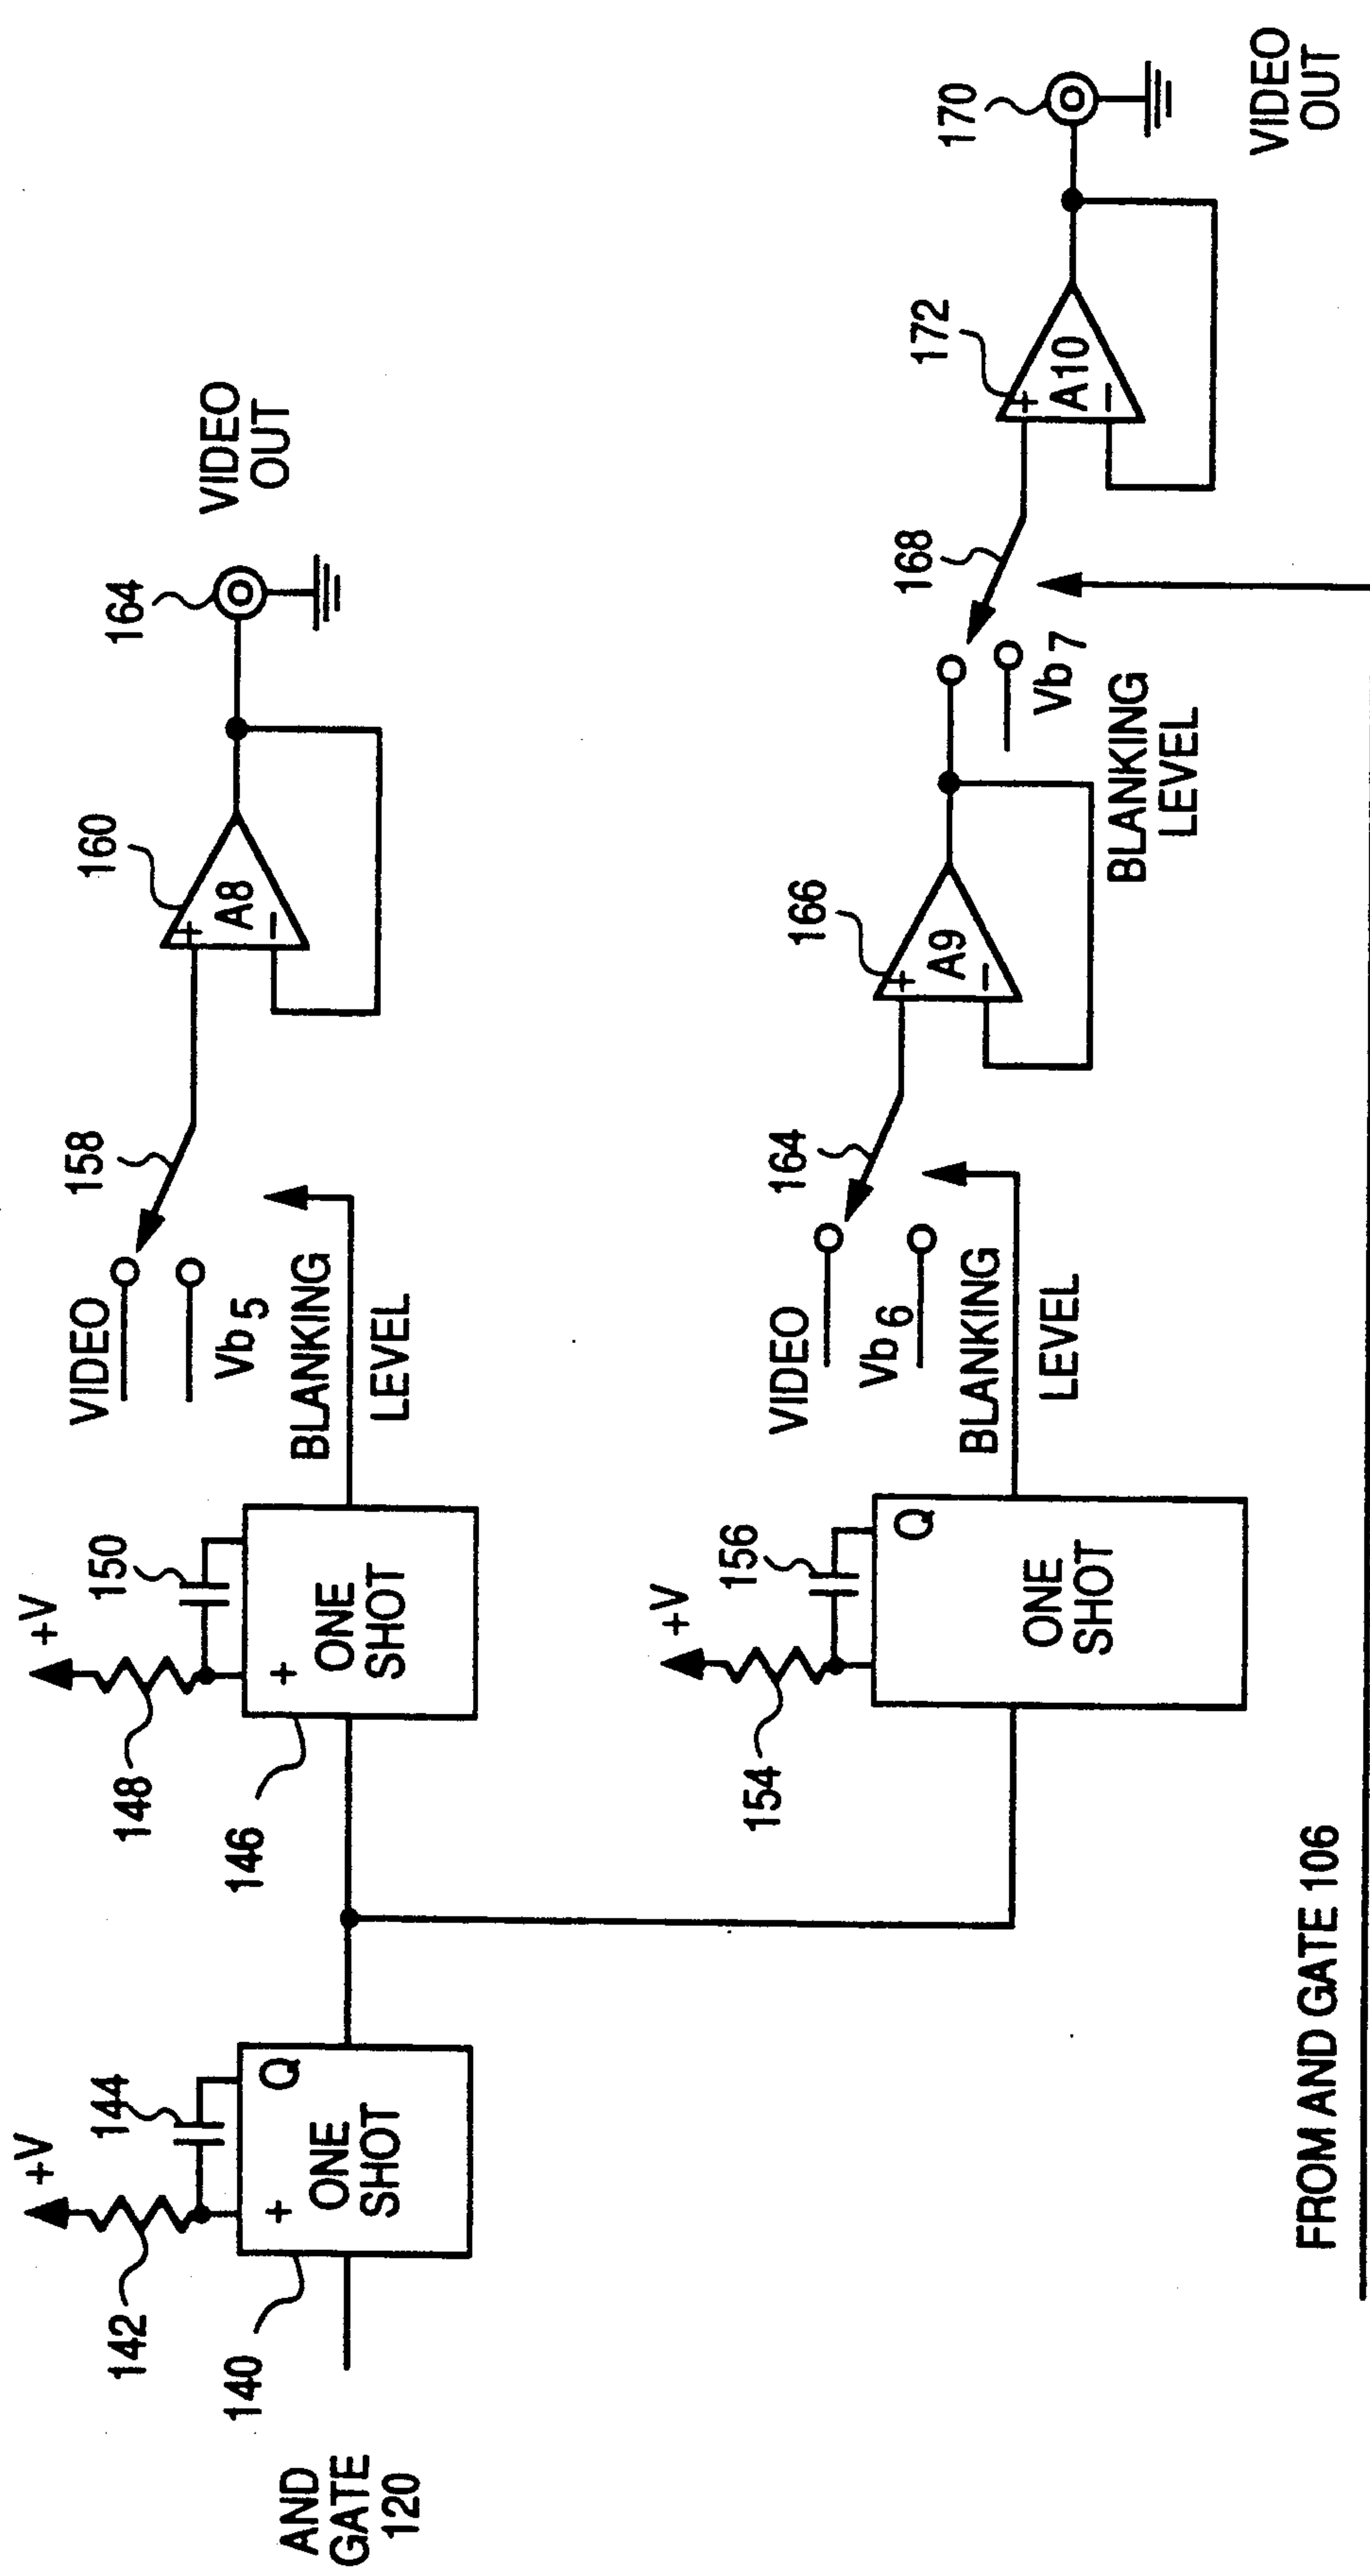 AND
GATE
120
140
142
+V
144
+
Q
ONE
SHOT
146
148
+V
150
+
ONE
SHOT
VIDEO
Vb5
BLANKING
LEVEL
158
160
+
A8
−
164
VIDEO
OUT
154
+V
156
Q
ONE
SHOT
VIDEO
Vb6
BLANKING
LEVEL
164
166
+
A9
−
Vb7
BLANKING
LEVEL
168
172
+
A10
−
170
VIDEO
OUT
FROM AND GATE 106